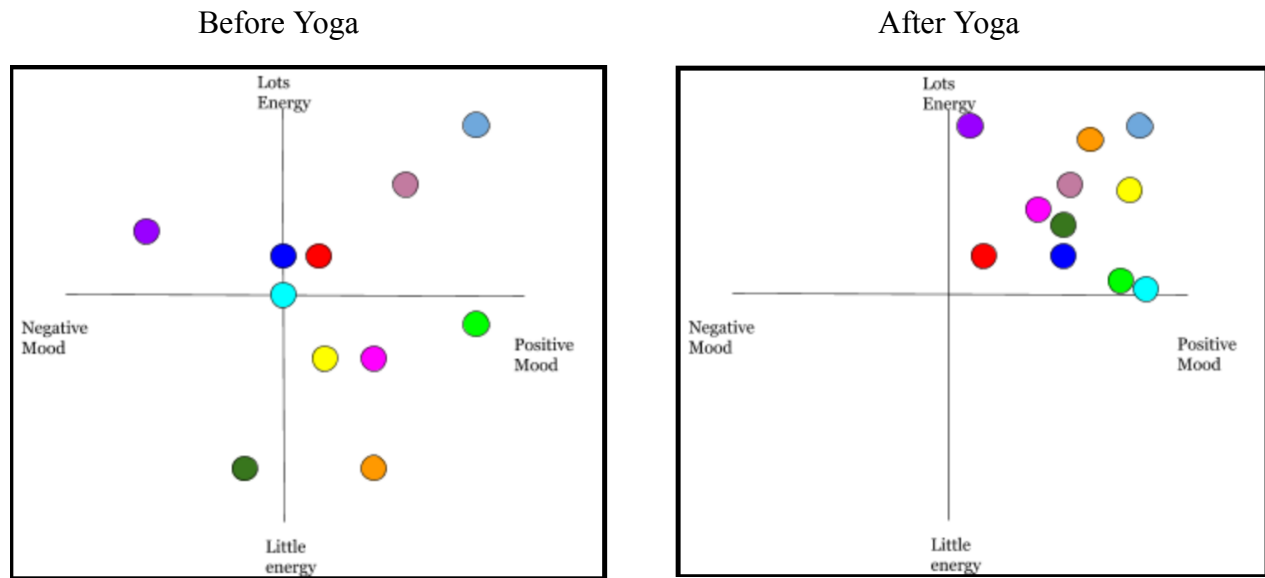 Before Yoga
After Yoga
Lots
Energy
Negative
Mood
Positive
Mood
Little
energy
Lots
Energy
Negative
Mood
Positive
Mood
Little
energy